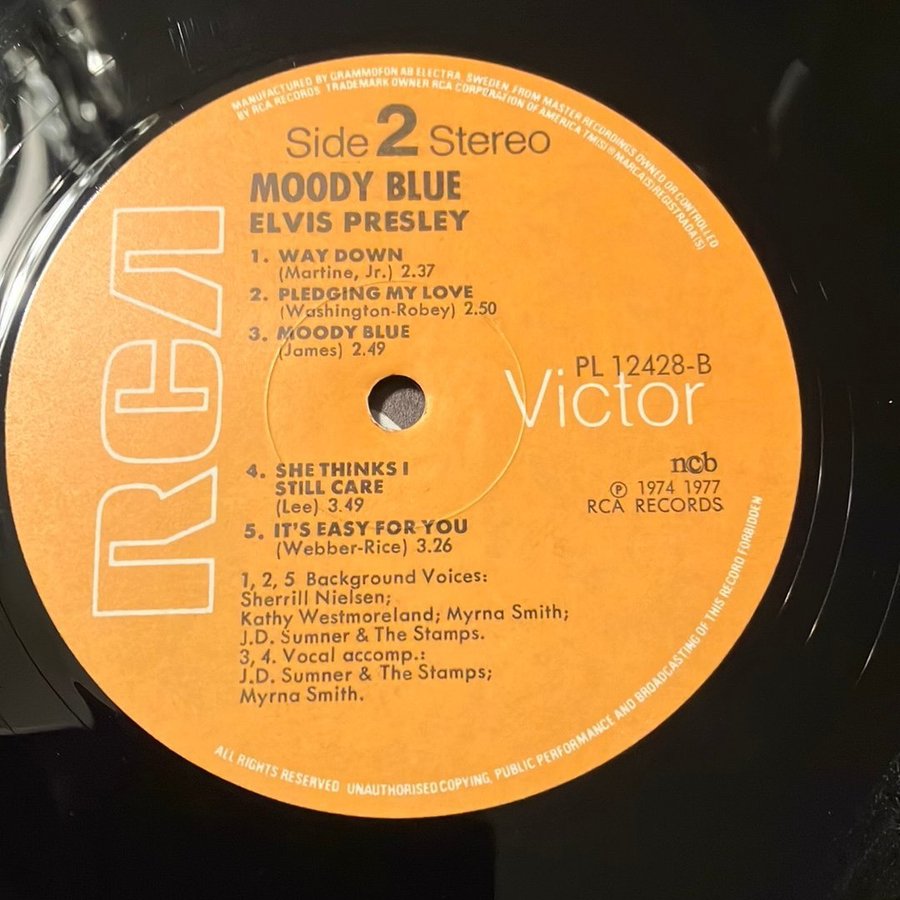 MANUFACTURED BY GRAMMOFON AB ELECTRA, SWEDEN, FROM MASTER RECORDINGS OWNED OR CONTROLLED
BY RCA RECORDS TRADEMARK OWNER RCA CORPORATION OF AMERICA TM(S)® MARCA(S) REGISTRADA(S)
Side 2 Stereo
MOODY BLUE
ELVIS PRESLEY
1. WAY DOWN
(Martine, Jr.) 2.37
2. PLEDGING MY LOVE
(Washington-Robey) 2.50
3. MOODY BLUE
(James) 2.49
RCA
PL 12428-B
Victor
4. SHE THINKS I
STILL CARE
(Lee) 3.49
5. IT'S EASY FOR YOU
(Webber-Rice) 3.26
ncb
℗ 1974 1977
RCA RECORDS
1, 2, 5 Background Voices:
Sherrill Nielsen;
Kathy Westmoreland; Myrna Smith;
J.D. Sumner & The Stamps.
3, 4. Vocal accomp.:
J.D. Sumner & The Stamps;
Myrna Smith.
ALL RIGHTS RESERVED UNAUTHORISED COPYING, PUBLIC PERFORMANCE AND BROADCASTING OF THIS RECORD FORBIDDEN